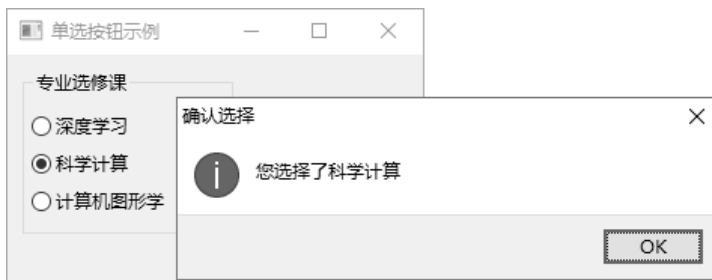 单选按钮示例
专业选修课
深度学习
科学计算
计算机图形学
确认选择
您选择了科学计算
OK